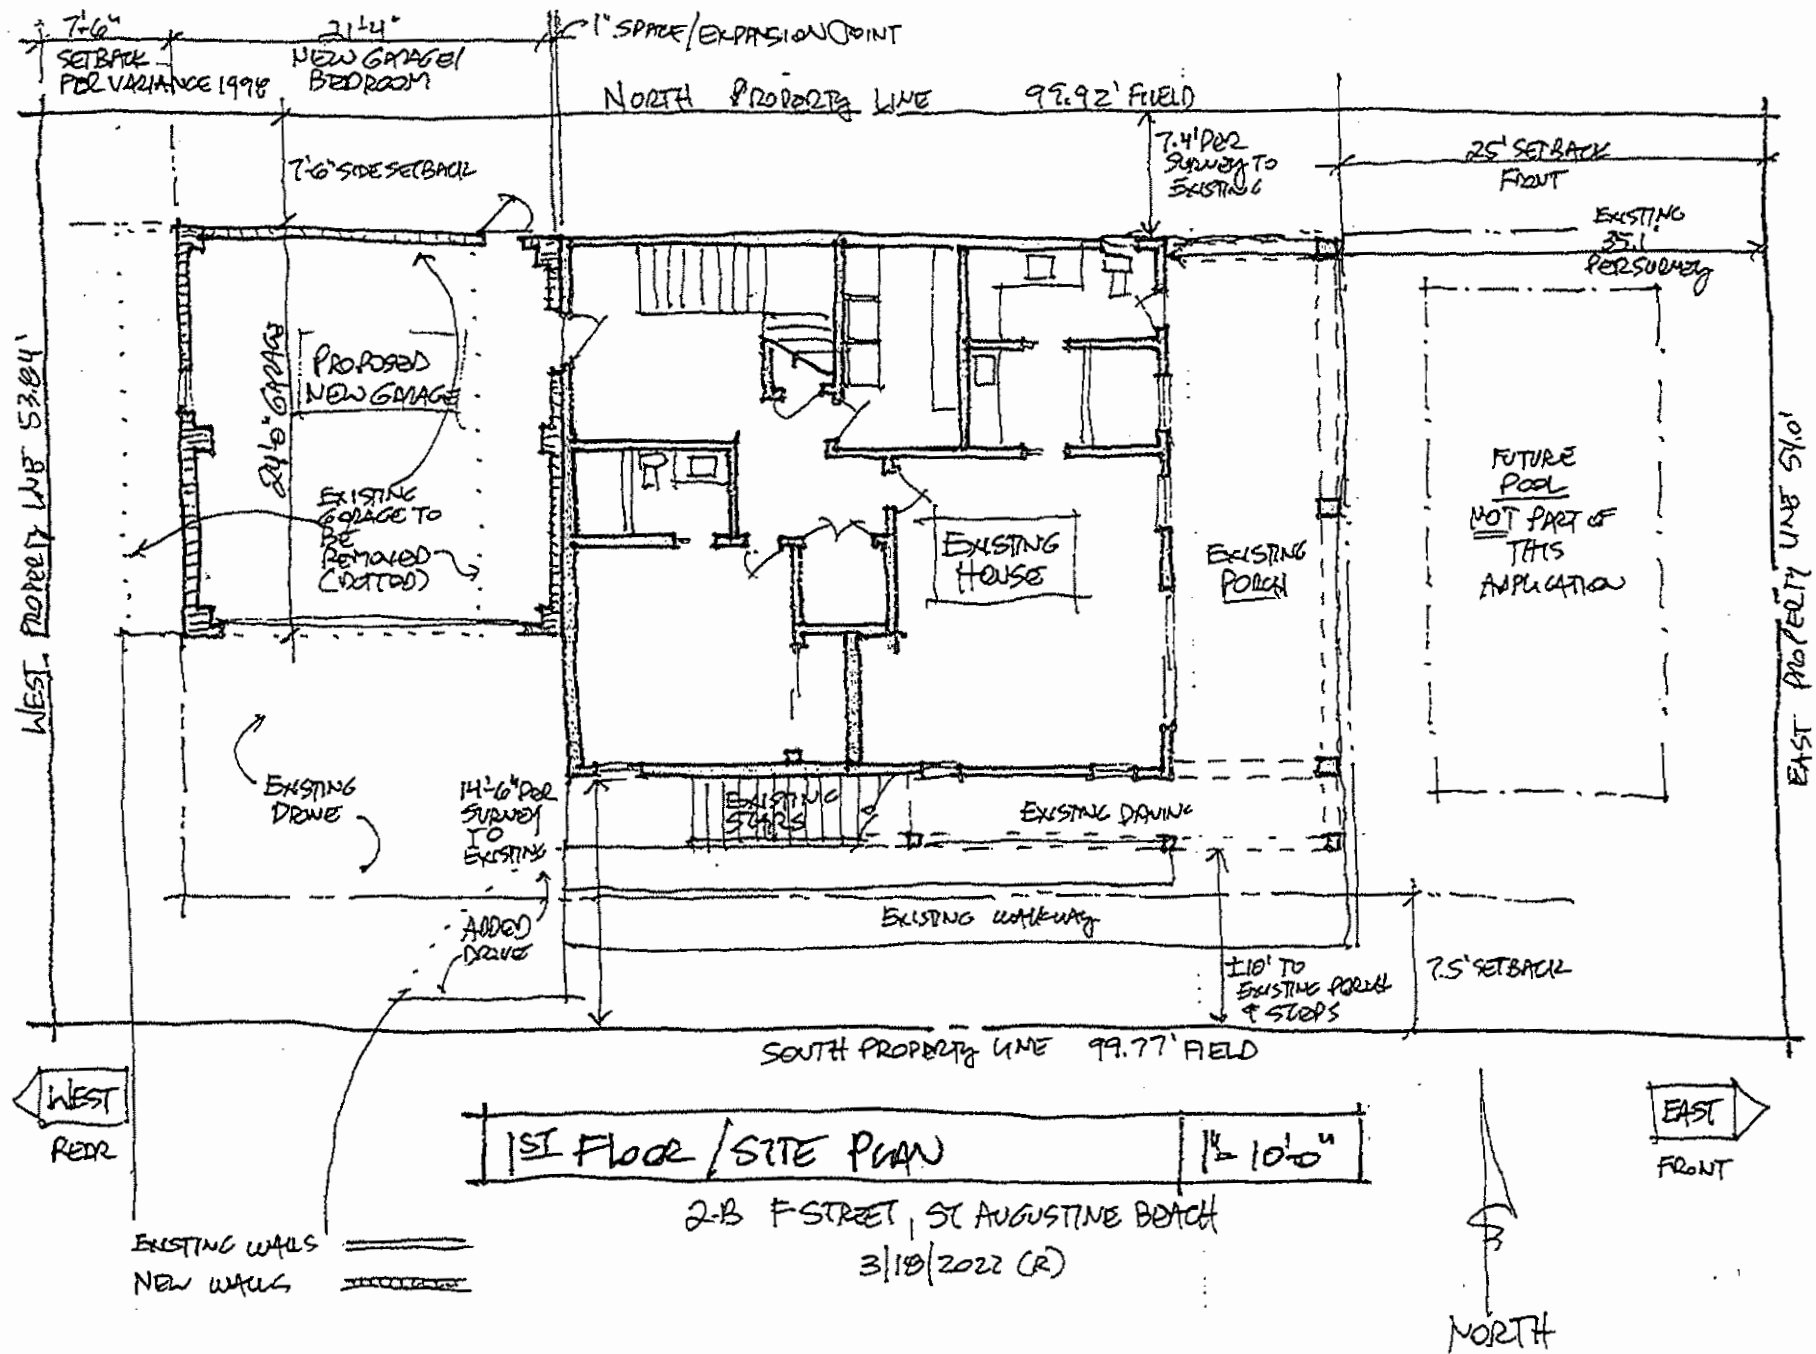 7'-6"
SETBACK
PER VARIANCE 1998
21'-4"
NEW GARAGE/
BEDROOM
1" SPACE/EXPANSION JOINT
NORTH PROPERTY LINE 99.92' FIELD
7'-6" SIDE SETBACK
7.4' PER
SURVEY TO
EXISTING
25' SETBACK
FRONT
EXISTING
35.1'
PER SURVEY
WEST PROPERTY LINE 53.84'
24'-0" GARAGE
PROPOSED
NEW GARAGE
EXISTING
GARAGE TO
BE
REMOVED
(DOTTED)
EXISTING
HOUSE
EXISTING
PORCH
FUTURE
POOL
NOT PART OF
THIS
APPLICATION
EAST PROPERTY LINE 54.0'
EXISTING
DRIVE
14'-6" PER
SURVEY
TO
EXISTING
EXISTING
STAIRS
EXISTING DINING
ADDED
DRIVE
EXISTING WALKWAY
±10' TO
EXISTING PORCH
& STEPS
7.5' SETBACK
SOUTH PROPERTY LINE 99.77' FIELD
WEST
REAR
1ST FLOOR/SITE PLAN
1"=10'-0"
EAST
FRONT
2-B F-STREET, ST AUGUSTINE BEACH
3/18/2022 (R)
EXISTING WALLS
NEW WALLS
NORTH